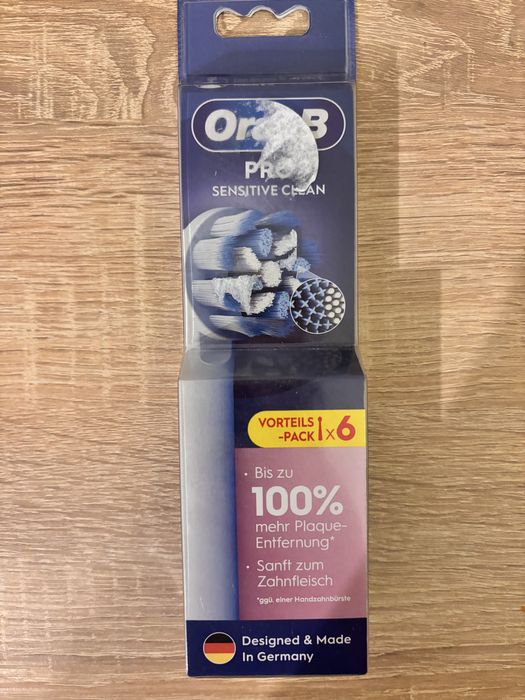 Oral-B
PRO
SENSITIVE CLEAN
VORTEILS
-PACK x6
• Bis zu
100%
mehr Plaque-
Entfernung*
• Sanft zum
Zahnfleisch
*ggü. einer Handzahnbürste
Designed & Made
In Germany